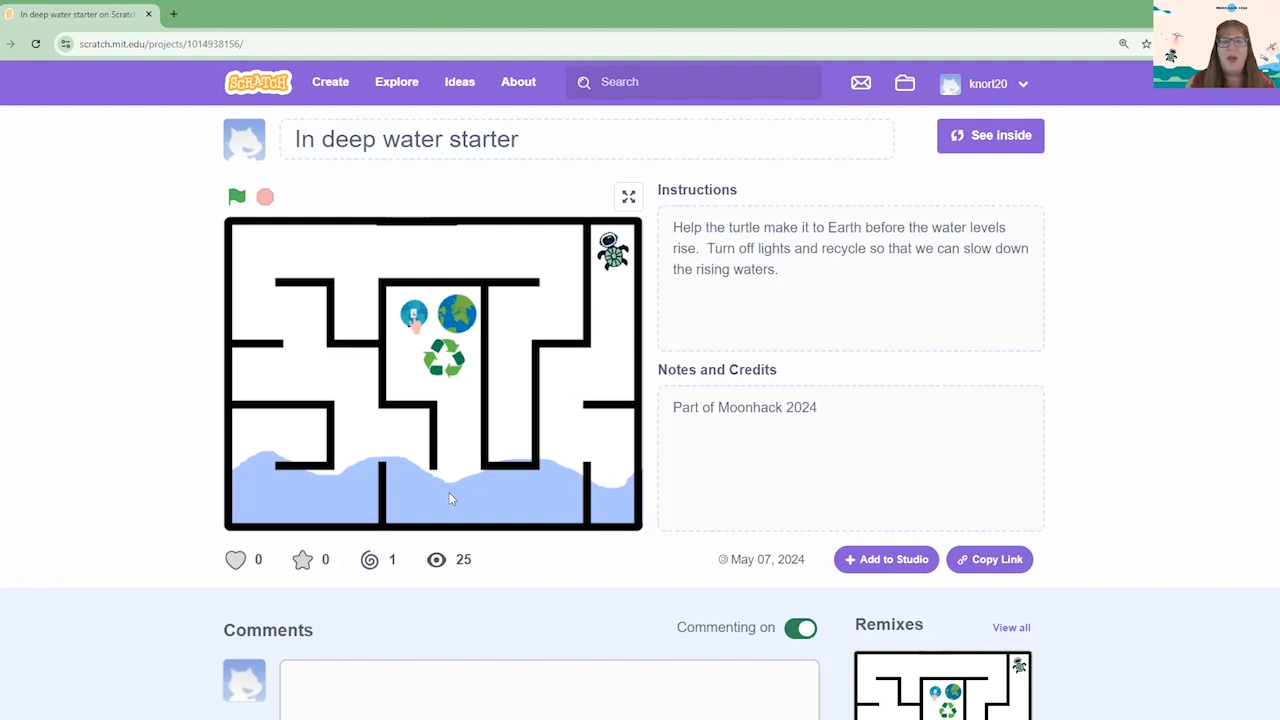 In deep water starter on Scratch
scratch.mit.edu/projects/1014938156/
MOONHACK 2024
SCRATCH
Create
Explore
Ideas
About
Search
knort20
In deep water starter
See inside
Instructions
Help the turtle make it to Earth before the water levels
rise. Turn off lights and recycle so that we can slow down
the rising waters.
Notes and Credits
Part of Moonhack 2024
0
0
1
25
© May 07, 2024
Add to Studio
Copy Link
Comments
Commenting on
Remixes
View all